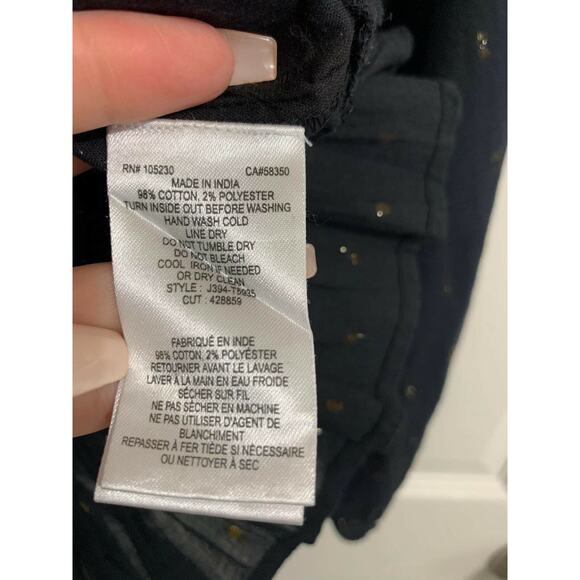 RN# 105230 CA#58350
MADE IN INDIA
98% COTTON, 2% POLYESTER
TURN INSIDE OUT BEFORE WASHING
HAND WASH COLD
LINE DRY
DO NOT TUMBLE DRY
DO NOT BLEACH
COOL IRON IF NEEDED
OR DRY CLEAN
STYLE : J394-T5935
CUT : 428859
FABRIQUÉ EN INDE
98% COTON, 2% POLYESTER
RETOURNER AVANT LE LAVAGE
LAVER À LA MAIN EN EAU FROIDE
SÉCHER SUR FIL
NE PAS SÉCHER EN MACHINE
NE PAS UTILISER D'AGENT DE
BLANCHIMENT
REPASSER À FER TIÈDE SI NÉCESSAIRE
OU NETTOYER À SEC